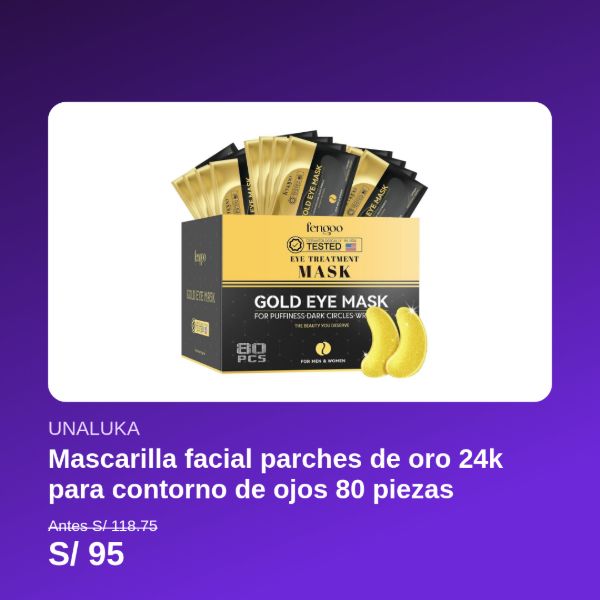 GOLD EYE MASK
fengoo
TESTED
EYE TREATMENT
MASK
GOLD EYE MASK
FOR PUFFINESS·DARK CIRCLES·WR
THE BEAUTY YOU DESERVE
80
PCS
FOR MEN & WOMEN
fengoo
GOLD EYE MASK
UNALUKA
Mascarilla facial parches de oro 24k
para contorno de ojos 80 piezas
Antes S/ 118.75
S/ 95